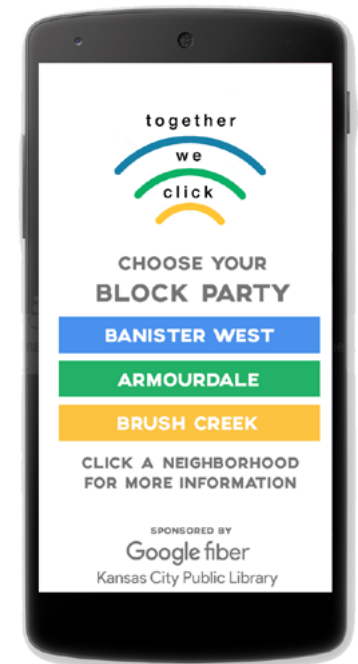 together
we
click
CHOOSE YOUR
BLOCK PARTY
BANISTER WEST
ARMOURDALE
BRUSH CREEK
CLICK A NEIGHBORHOOD
FOR MORE INFORMATION
SPONSORED BY
Google fiber
Kansas City Public Library